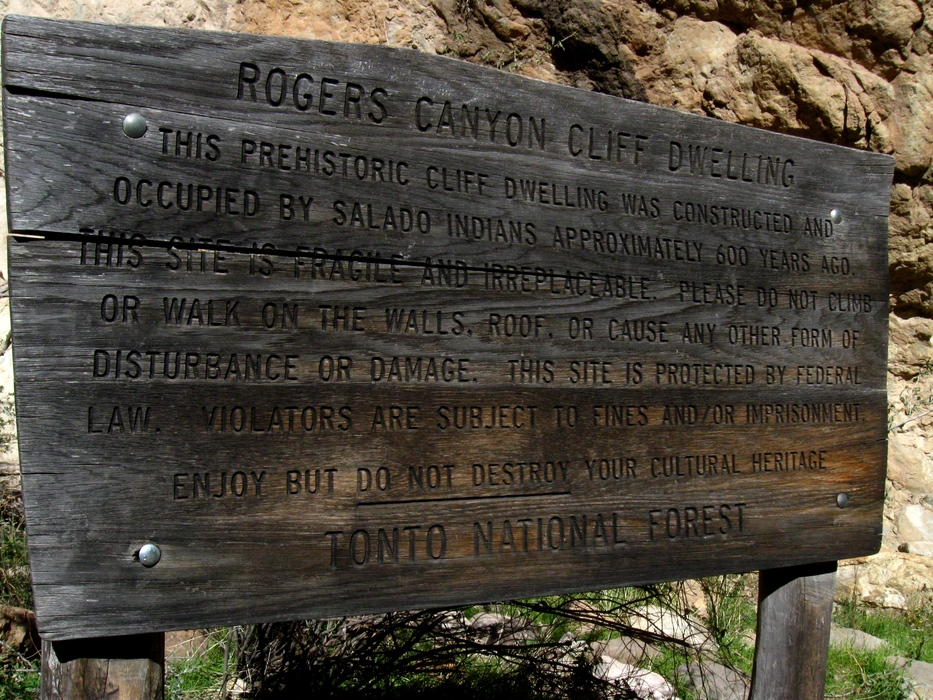 ROGERS CANYON CLIFF DWELLING
THIS PREHISTORIC CLIFF DWELLING WAS CONSTRUCTED AND
OCCUPIED BY SALADO INDIANS APPROXIMATELY 600 YEARS AGO.
THIS SITE IS FRAGILE AND IRREPLACEABLE. PLEASE DO NOT CLIMB
OR WALK ON THE WALLS, ROOF, OR CAUSE ANY OTHER FORM OF
DISTURBANCE OR DAMAGE. THIS SITE IS PROTECTED BY FEDERAL
LAW. VIOLATORS ARE SUBJECT TO FINES AND/OR IMPRISONMENT.
ENJOY BUT DO NOT DESTROY YOUR CULTURAL HERITAGE
TONTO NATIONAL FOREST